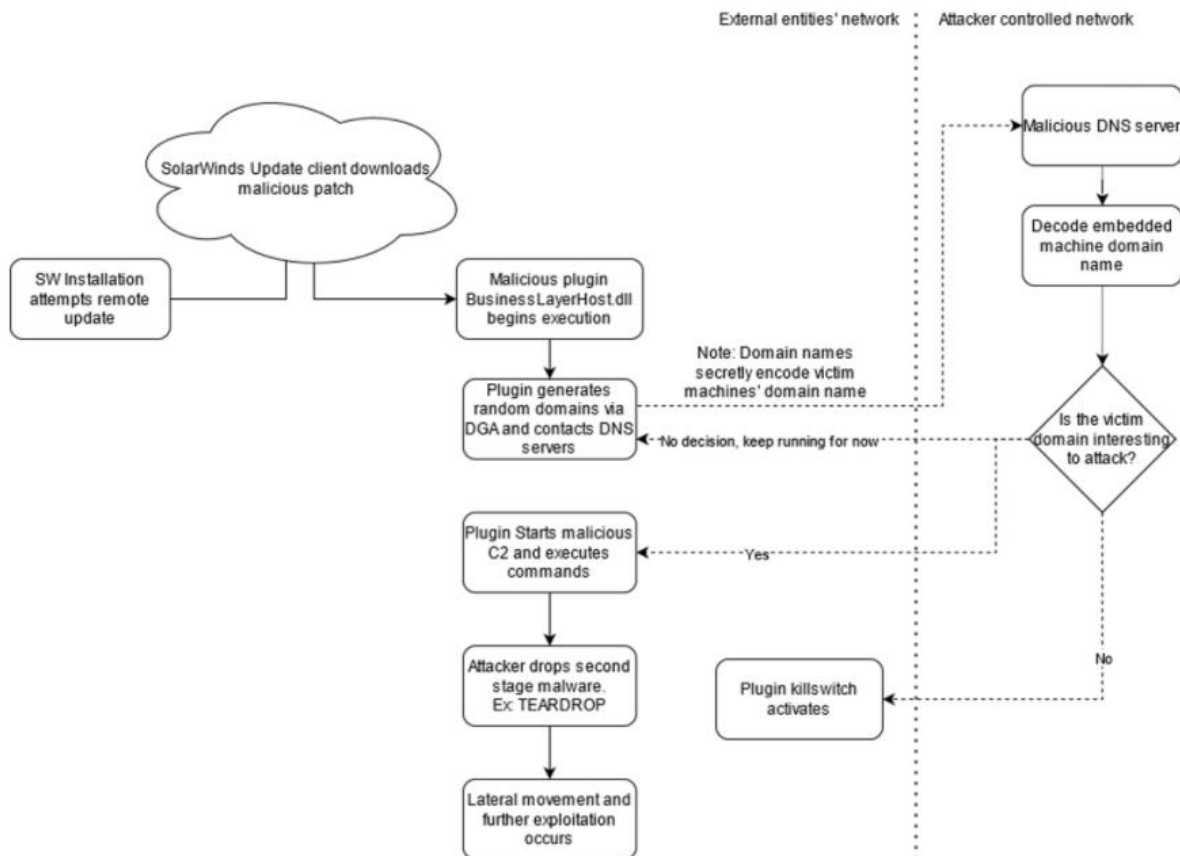 External entities' network
Attacker controlled network
SolarWinds Update client downloads
malicious patch
SW Installation
attempts remote
update
Malicious plugin
BusinessLayerHost.dll
begins execution
Plugin generates
random domains via
DGA and contacts DNS
servers
Note: Domain names
secretly encode victim
machines' domain name
Malicious DNS server
Decode embedded
machine domain
name
Is the victim
domain interesting
to attack?
No decision, keep running for now
Yes
No
Plugin Starts malicious
C2 and executes
commands
Attacker drops second
stage malware.
Ex: TEARDROP
Plugin killswitch
activates
Lateral movement and
further exploitation
occurs